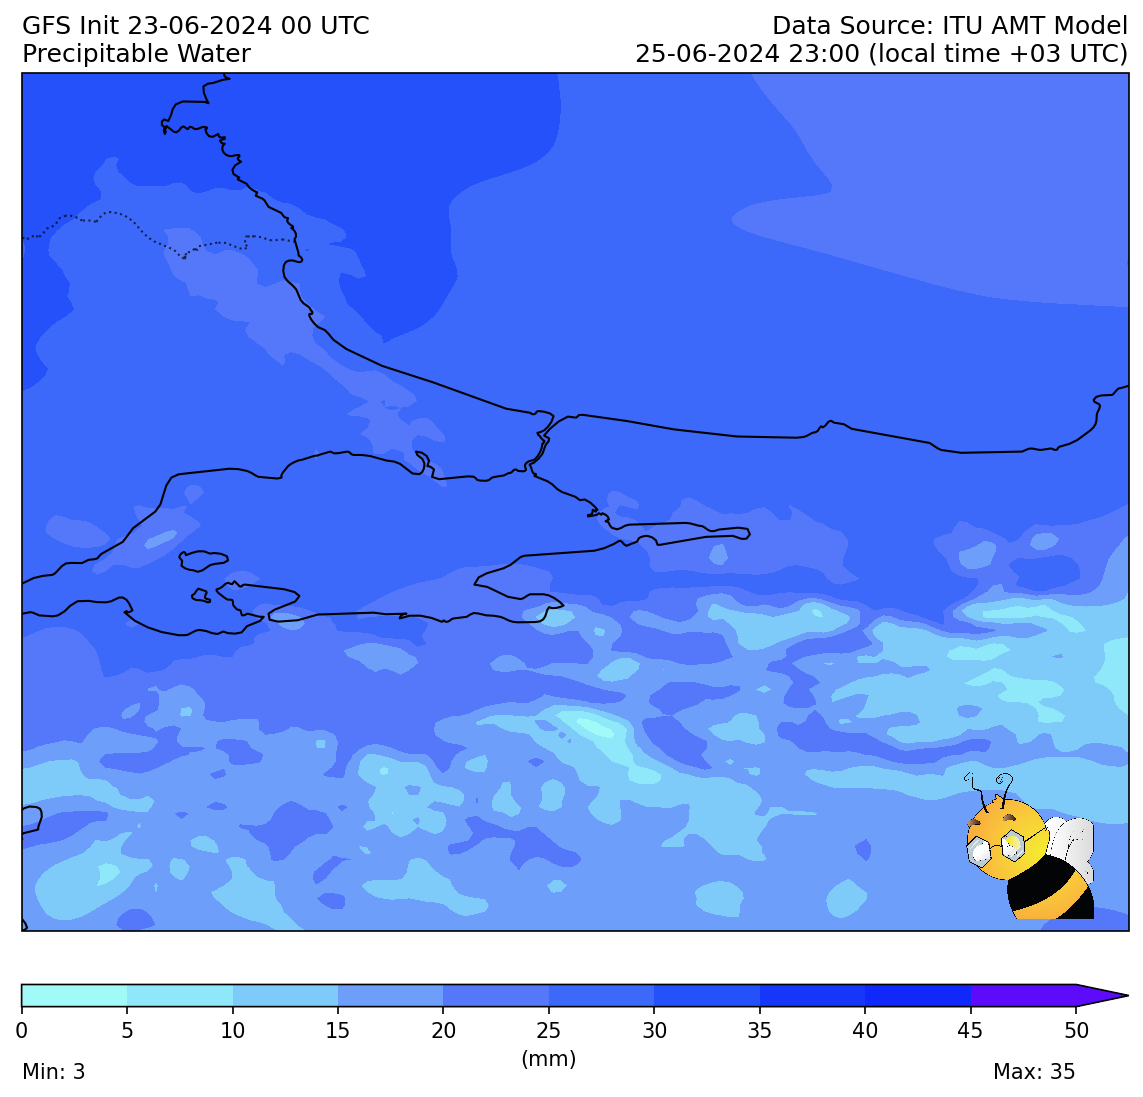 GFS Init 23-06-2024 00 UTC
Data Source: ITU AMT Model
Precipitable Water
25-06-2024 23:00 (local time +03 UTC)
0 5 10 15 20 25 30 35 40 45 50
(mm)
Min: 3
Max: 35